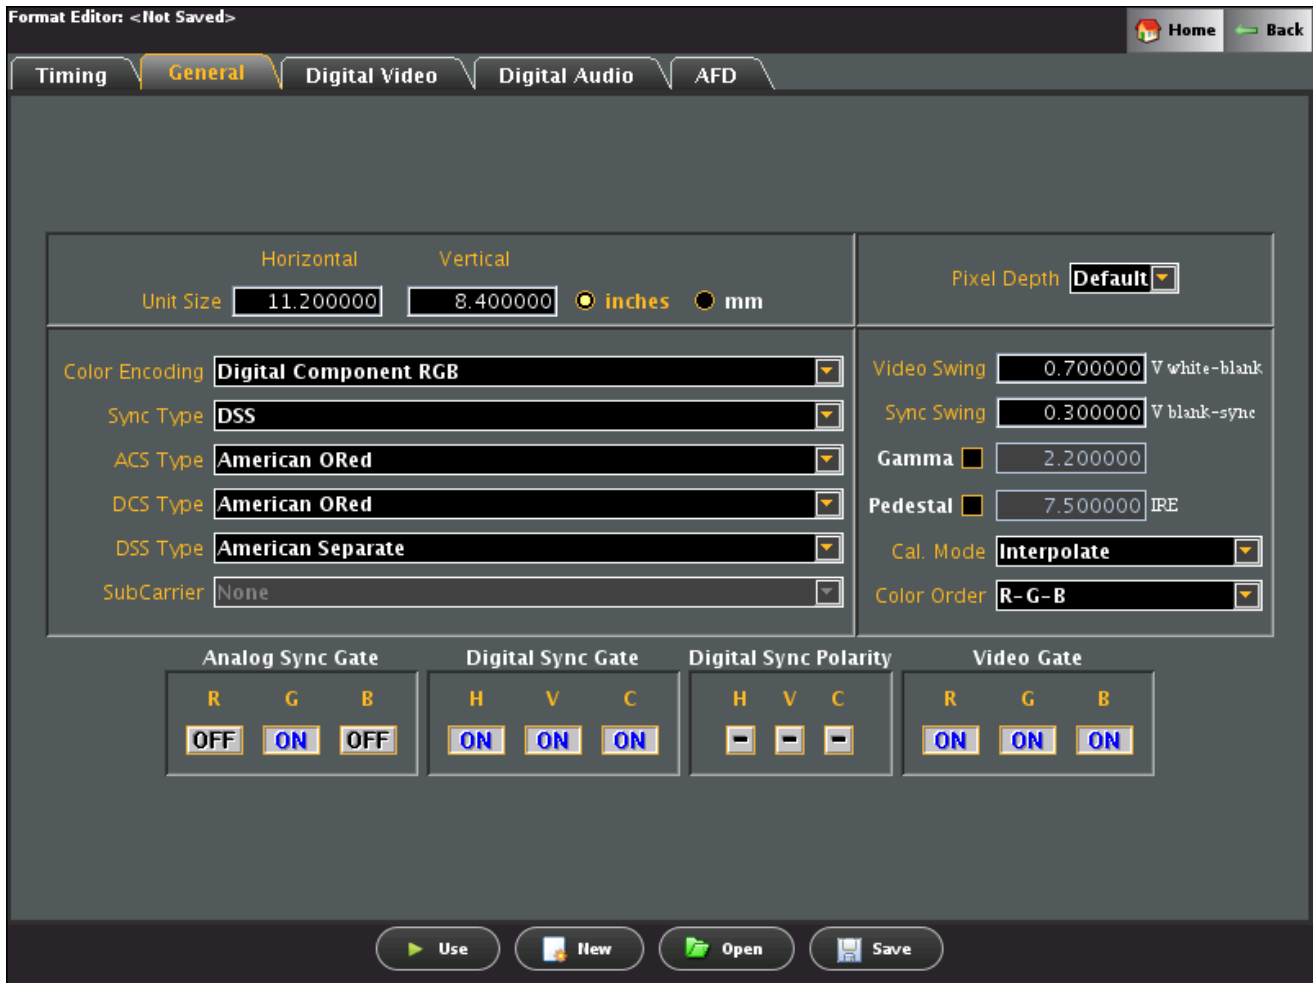 Format Editor: <Not Saved>
Home Back
Timing General Digital Video Digital Audio AFD
Horizontal Vertical
Unit Size 11.200000 8.400000 inches mm
Pixel Depth Default
Color Encoding Digital Component RGB
Sync Type DSS
ACS Type American ORed
DCS Type American ORed
DSS Type American Separate
SubCarrier None
Video Swing 0.700000 V white-blank
Sync Swing 0.300000 V blank-sync
Gamma 2.200000
Pedestal 7.500000 IRE
Cal. Mode Interpolate
Color Order R-G-B
Analog Sync Gate Digital Sync Gate Digital Sync Polarity Video Gate
R G B H V C H V C R G B
OFF ON OFF ON ON ON - - - ON ON ON
Use New Open Save